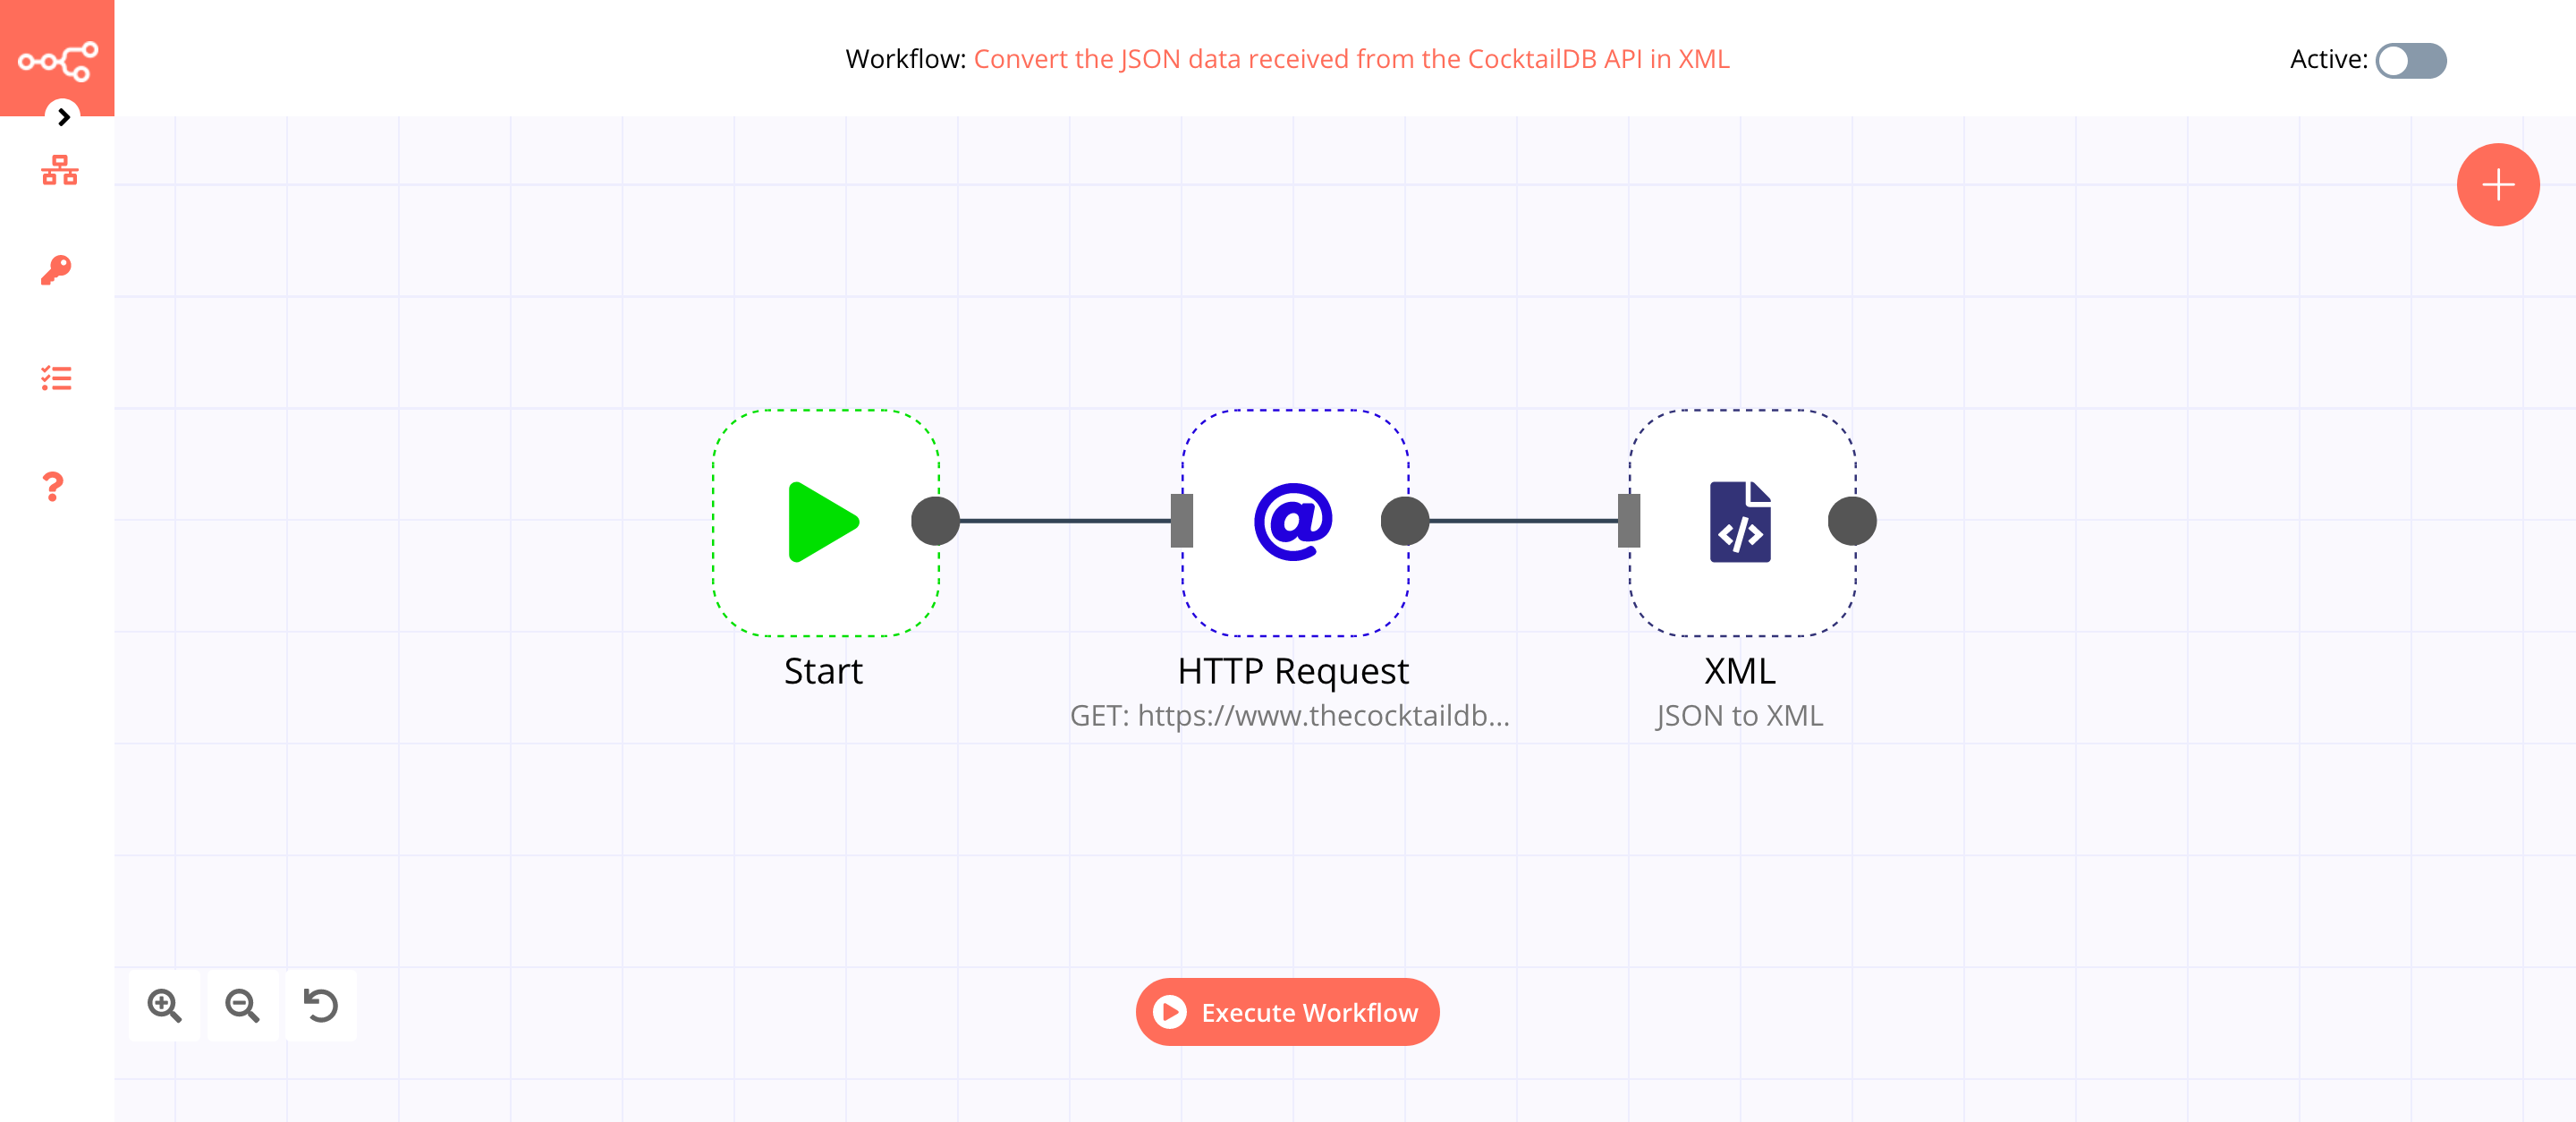 Workflow: Convert the JSON data received from the CocktailDB API in XML
Active:
Start
HTTP Request
GET: https://www.thecocktaildb...
XML
JSON to XML
Execute Workflow